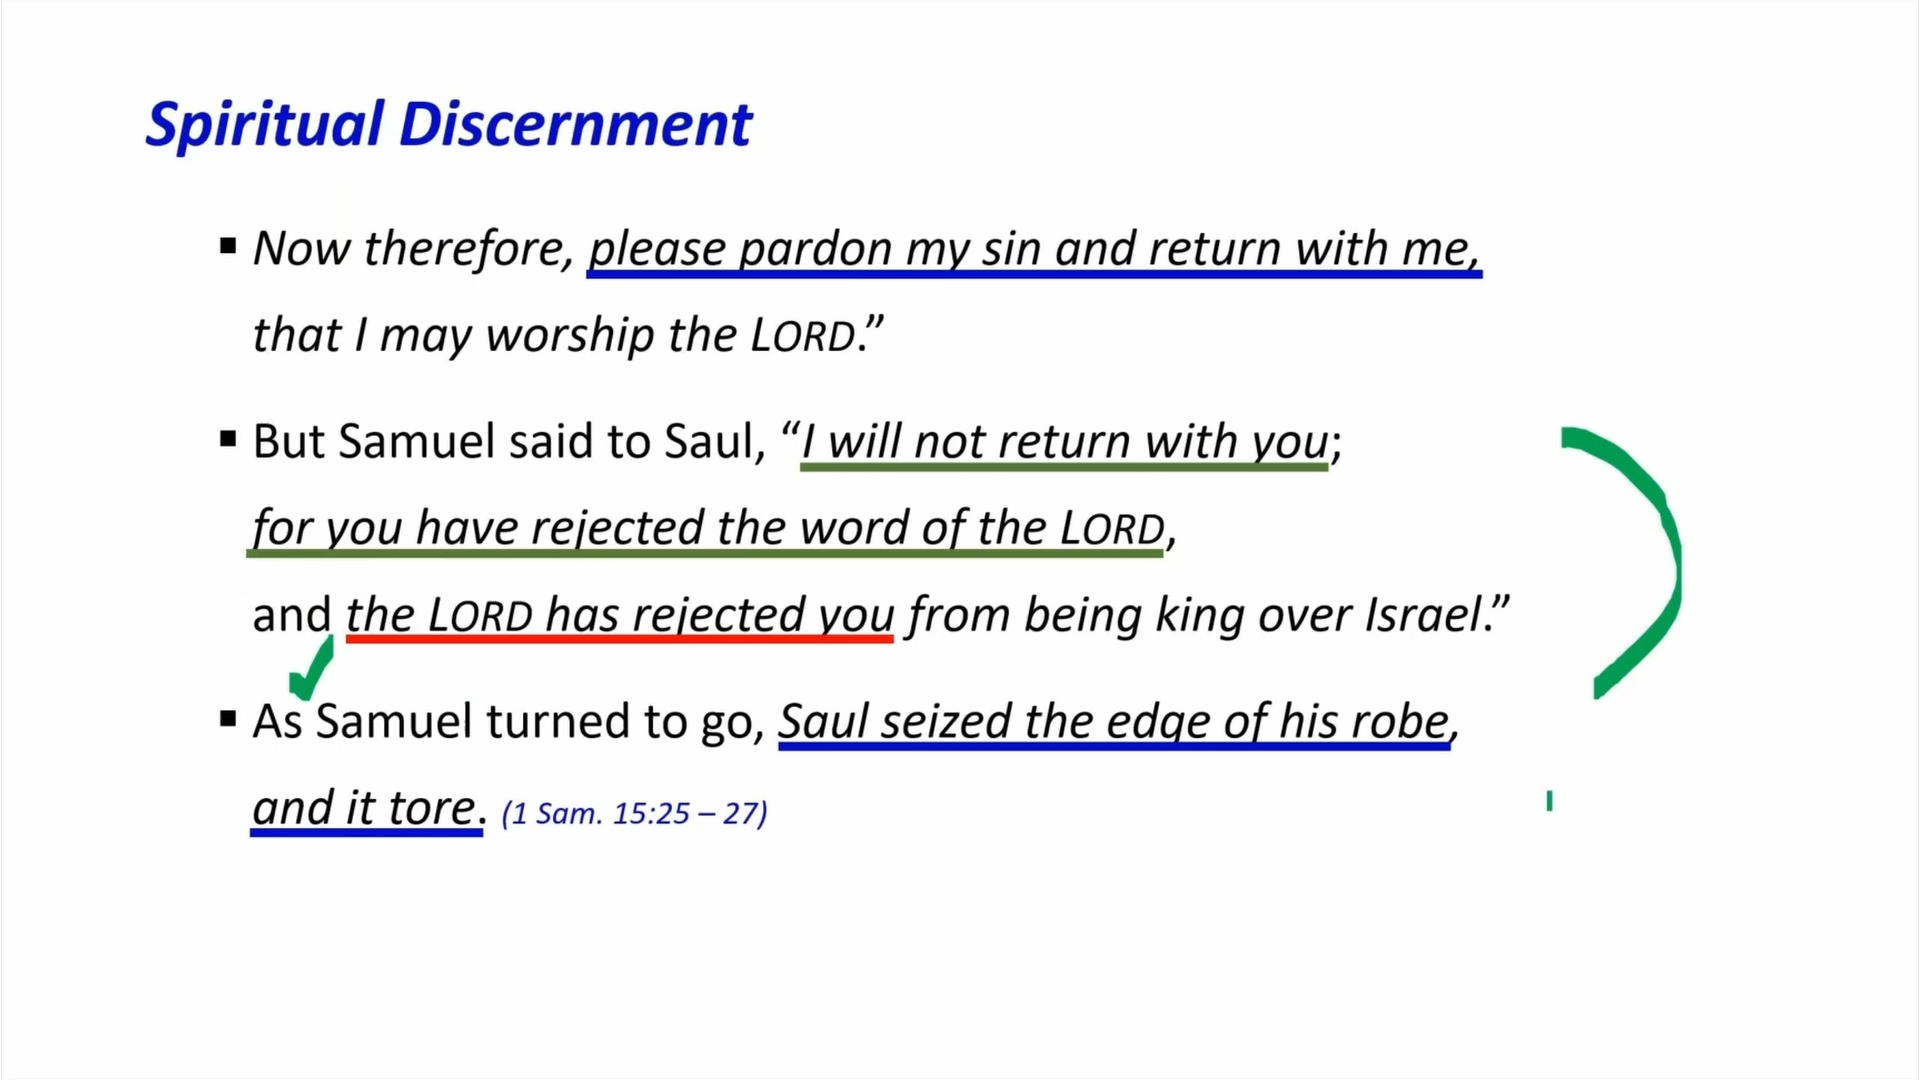 Spiritual Discernment
▪ Now therefore, please pardon my sin and return with me,
that I may worship the LORD.”
▪ But Samuel said to Saul, “I will not return with you;
for you have rejected the word of the LORD,
and the LORD has rejected you from being king over Israel.”
▪ As Samuel turned to go, Saul seized the edge of his robe,
and it tore. (1 Sam. 15:25 – 27)